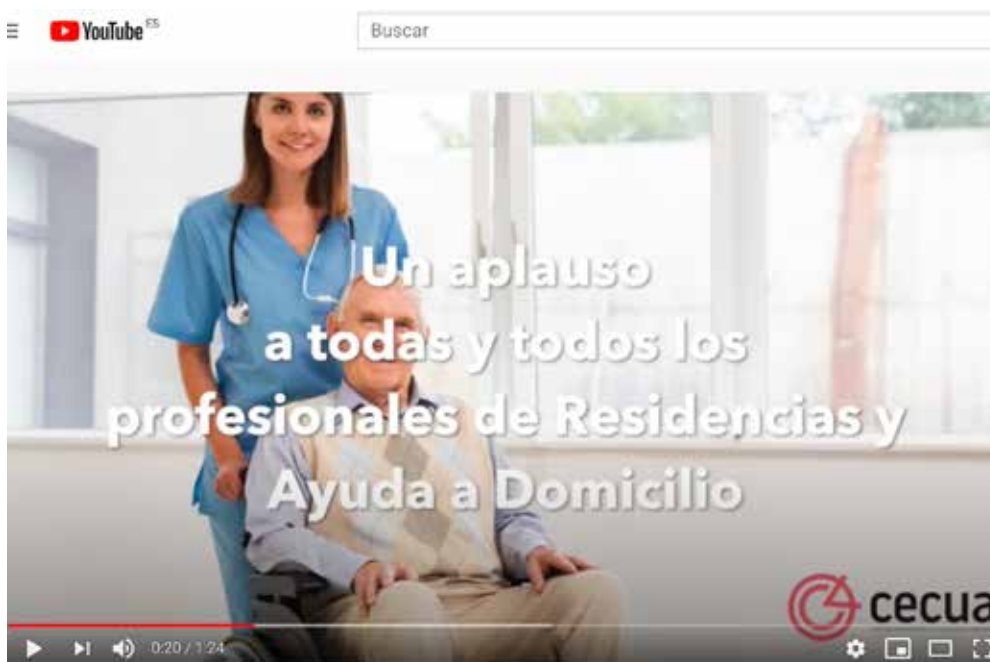 YouTube ES
Buscar
Un aplauso
a todas y todos los
profesionales de Residencias y
Ayuda a Domicilio
cecua
0:20 / 1:24